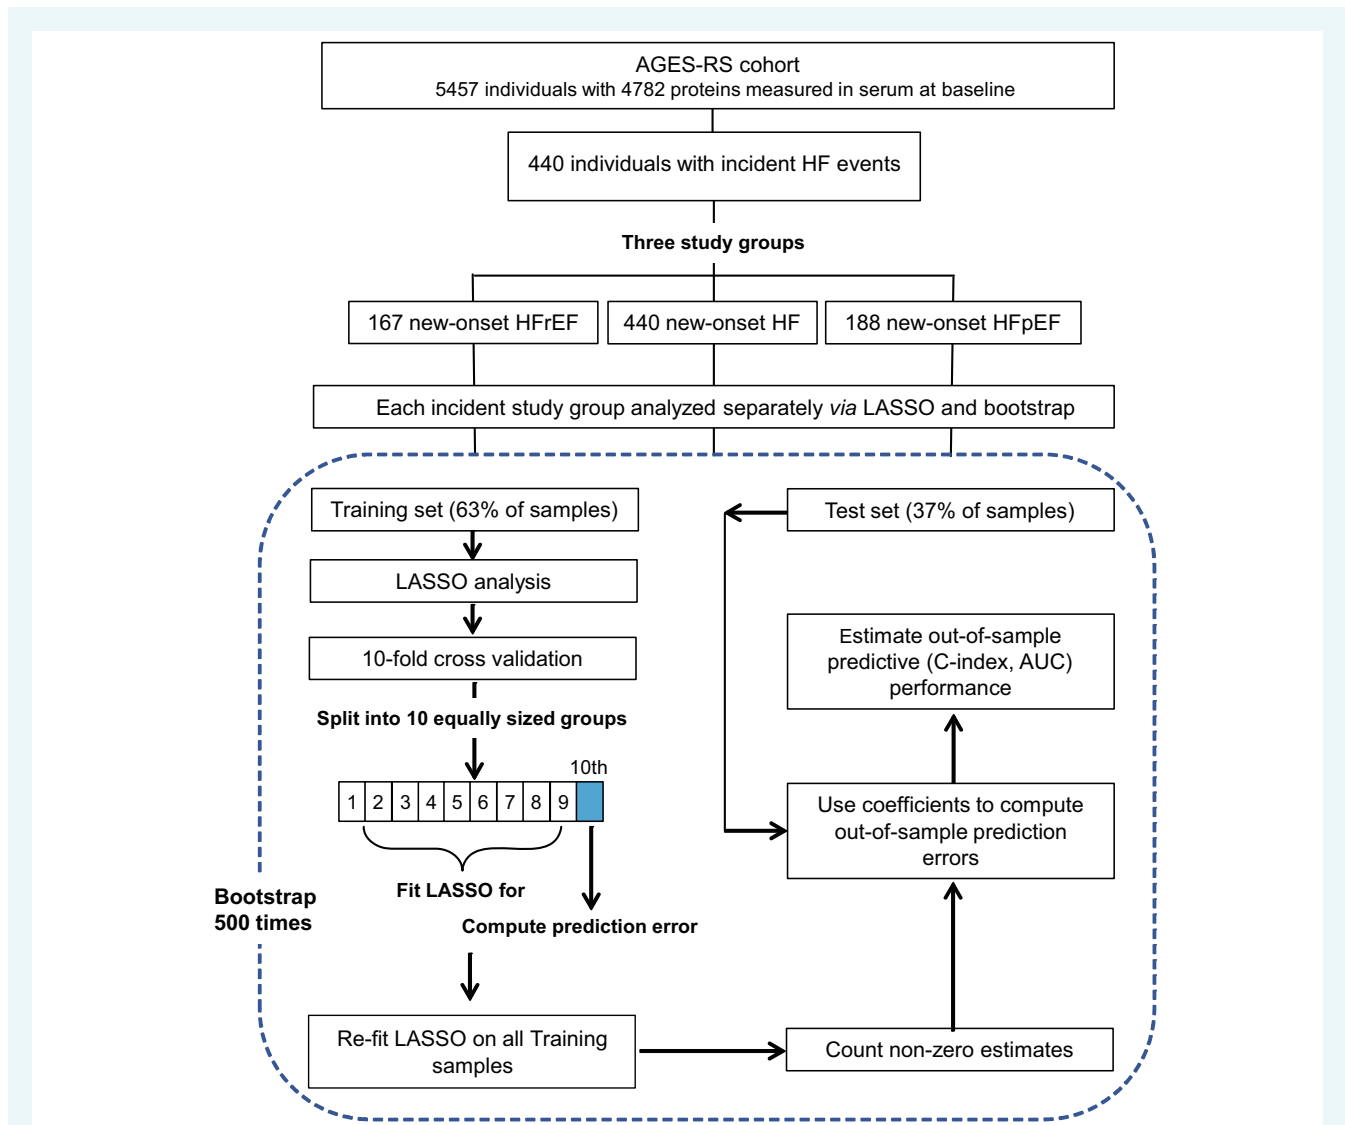 AGES-RS cohort
5457 individuals with 4782 proteins measured in serum at baseline
440 individuals with incident HF events
Three study groups
167 new-onset HFrEF
440 new-onset HF
188 new-onset HFpEF
Each incident study group analyzed separately via LASSO and bootstrap
Training set (63% of samples)
LASSO analysis
10-fold cross validation
Split into 10 equally sized groups
10th
1 2 3 4 5 6 7 8 9
Fit LASSO for
Compute prediction error
Bootstrap
500 times
Re-fit LASSO on all Training
samples
Test set (37% of samples)
Estimate out-of-sample
predictive (C-index, AUC)
performance
Use coefficients to compute
out-of-sample prediction
errors
Count non-zero estimates